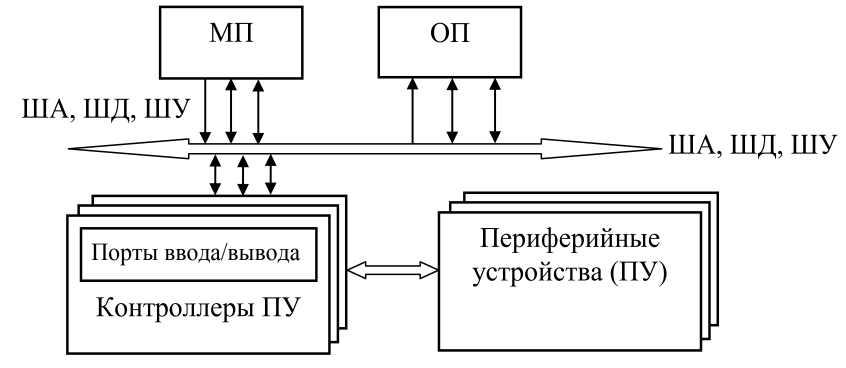 МП
ОП
ША, ШД, ШУ
ША, ШД, ШУ
Порты ввода/вывода
Контроллеры ПУ
Периферийные
устройства (ПУ)